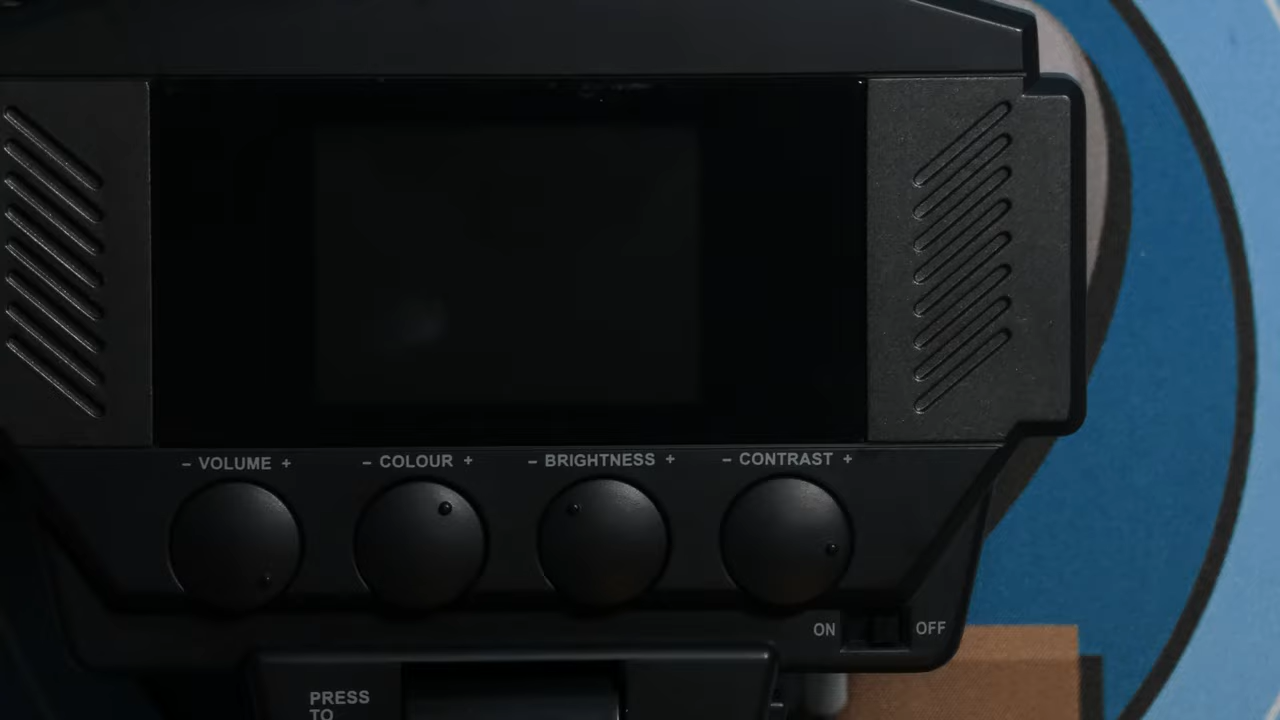 – VOLUME + – COLOUR + – BRIGHTNESS + – CONTRAST +
ON OFF
PRESS
TO